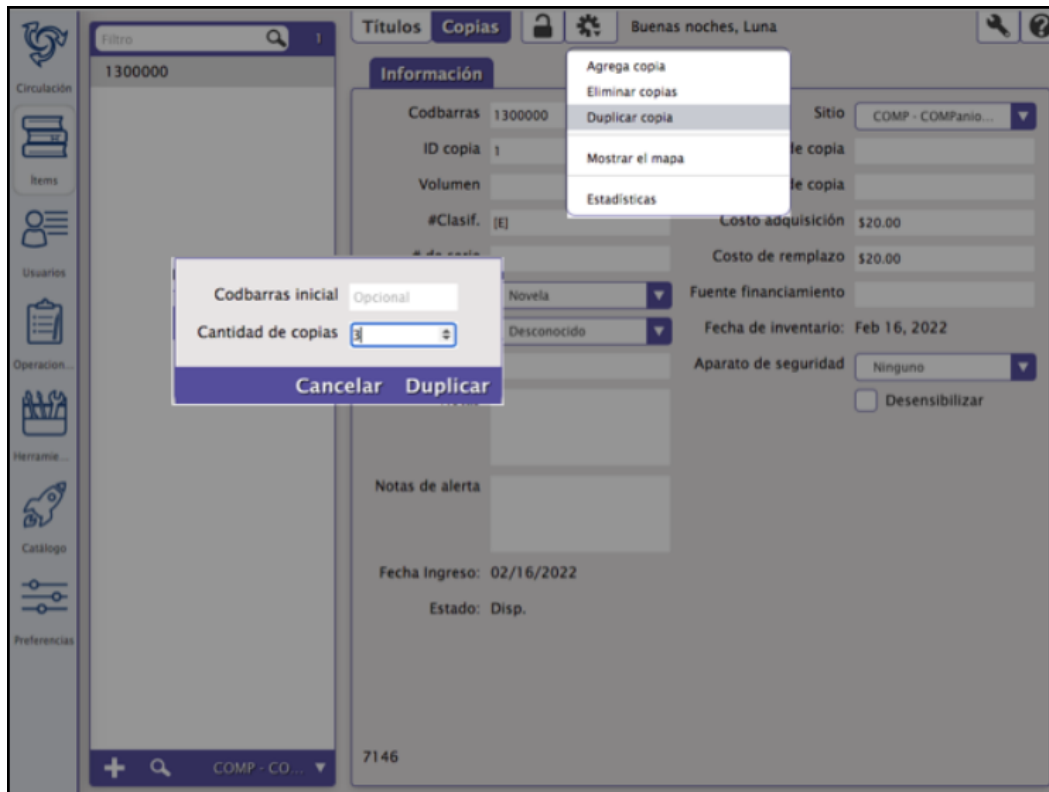 Filtro
1
Títulos
Copias
Buenas noches, Luna
Circulación
Ítems
Usuarios
Operacion...
Herramie...
Catálogo
Preferencias
1300000
Información
Agrega copia
Eliminar copias
Duplicar copia
Mostrar el mapa
Estadísticas
Codbarras 1300000
ID copia 1
Volumen
#Clasif. [E]
Novela
Desconocido
Notas de alerta
Fecha Ingreso: 02/16/2022
Estado: Disp.
7146
Sitio COMP - COMPanio...
de copia
de copia
Costo adquisición $20.00
Costo de remplazo $20.00
Fuente financiamiento
Fecha de inventario: Feb 16, 2022
Aparato de seguridad Ninguno
Desensibilizar
Codbarras inicial Opcional
Cantidad de copias 3
Cancelar Duplicar
COMP - CO...